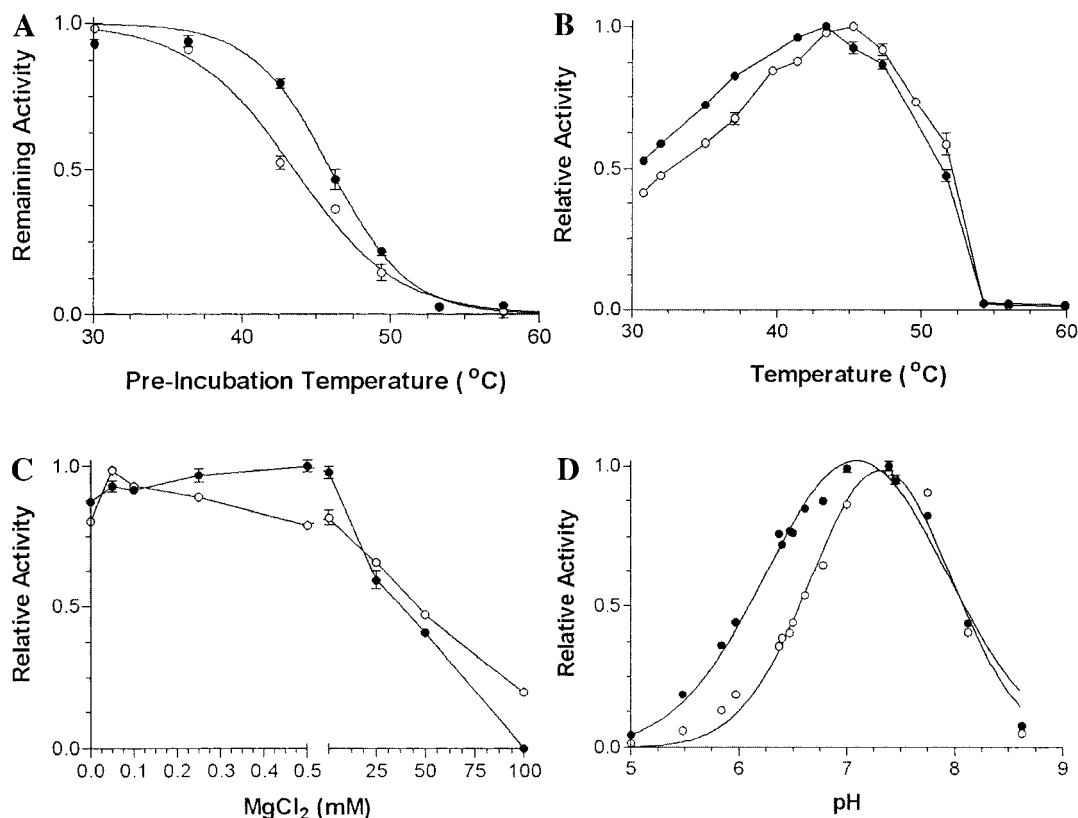 A
Remaining Activity
1.0
0.5
0.0
30 40 50 60
Pre-Incubation Temperature (°C)
B
Relative Activity
1.0
0.5
0.0
30 40 50 60
Temperature (°C)
C
Relative Activity
1.0
0.5
0.0
0.0 0.1 0.2 0.3 0.4 0.5 25 50 75 100
MgCl₂ (mM)
D
Relative Activity
1.0
0.5
0.0
5 6 7 8 9
pH